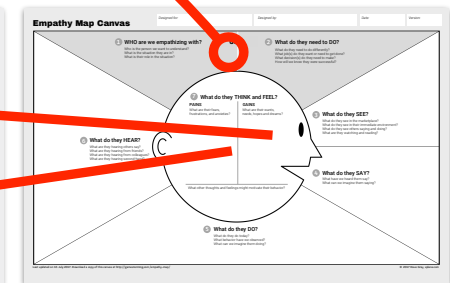 Empathy Map Canvas
Designed for:
Designed by:
Date:
Version:
1 WHO are we empathizing with?
Who is the person we want to understand?
What is the situation they are in?
What is their role in the situation?
2 What do they need to DO?
What do they need to do differently?
What job(s) do they want or need to get done?
What decision(s) do they need to make?
How will we know they were successful?
7 What do they THINK and FEEL?
PAINS
What are their fears,
frustrations, and anxieties?
GAINS
What are their wants,
needs, hopes and dreams?
3 What do they SEE?
What do they see in the marketplace?
What do they see in their immediate environment?
What do they see others saying and doing?
What are they watching and reading?
6 What do they HEAR?
What are they hearing others say?
What are they hearing from friends?
What are they hearing from colleagues?
What are they hearing second-hand?
4 What do they SAY?
What have we heard them say?
What can we imagine them saying?
What other thoughts and feelings might motivate their behavior?
5 What do they DO?
What do they do today?
What behavior have we observed?
What can we imagine them doing?